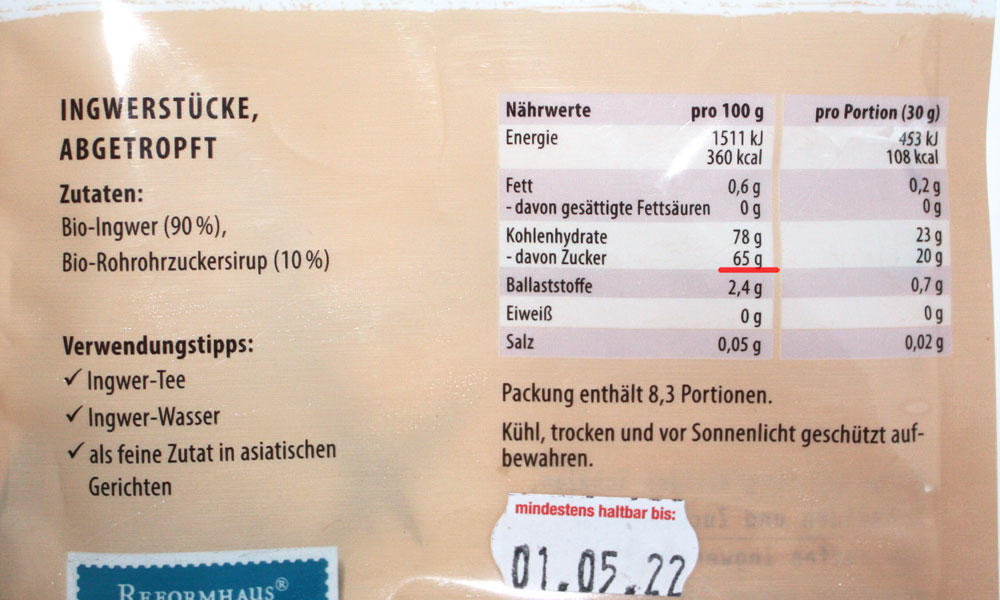 INGWERSTÜCKE,
ABGETROPFT
Zutaten:
Bio-Ingwer (90 %),
Bio-Rohrohrzuckersirup (10 %)
Verwendungstipps:
✓ Ingwer-Tee
✓ Ingwer-Wasser
✓ als feine Zutat in asiatischen
Gerichten
REFORMHAUS®
Nährwerte pro 100 g pro Portion (30 g)
Energie 1511 kJ 453 kJ
360 kcal 108 kcal
Fett 0,6 g 0,2 g
- davon gesättigte Fettsäuren 0 g 0 g
Kohlenhydrate 78 g 23 g
- davon Zucker 65 g 20 g
Ballaststoffe 2,4 g 0,7 g
Eiweiß 0 g 0 g
Salz 0,05 g 0,02 g
Packung enthält 8,3 Portionen.
Kühl, trocken und vor Sonnenlicht geschützt auf-
bewahren.
mindestens haltbar bis:
01.05.22